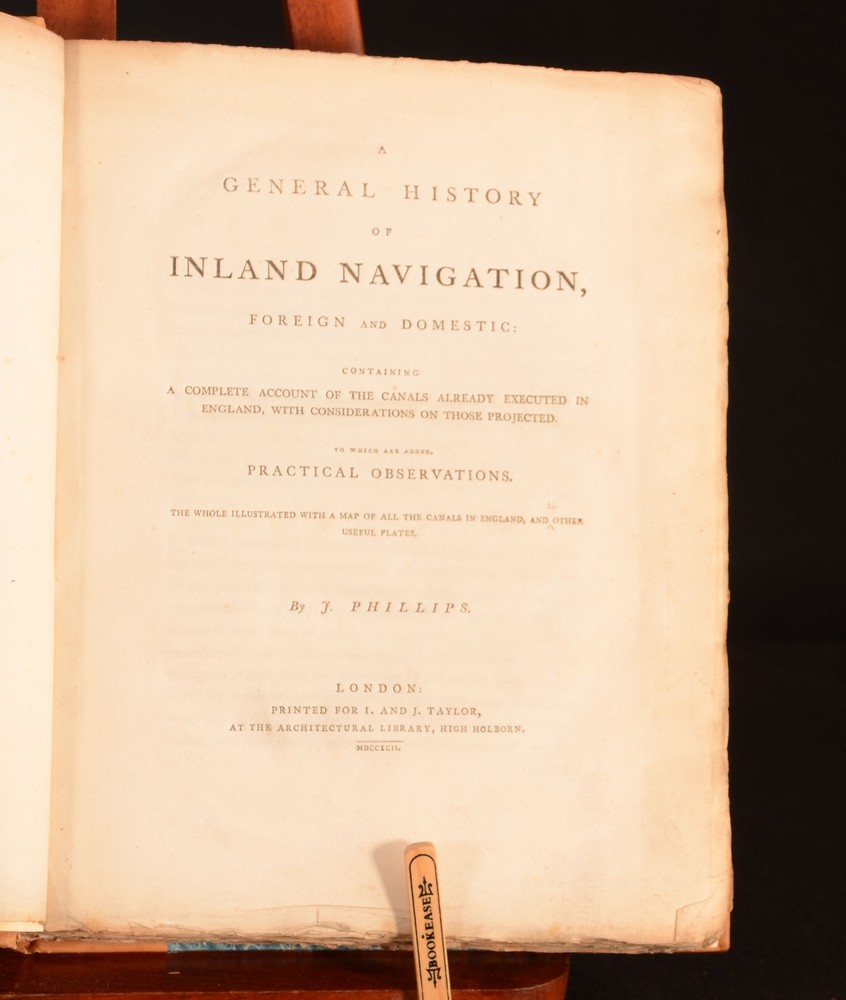 A
GENERAL HISTORY
OF
INLAND NAVIGATION,
FOREIGN AND DOMESTIC:
CONTAINING
A COMPLETE ACCOUNT OF THE CANALS ALREADY EXECUTED IN
ENGLAND, WITH CONSIDERATIONS ON THOSE PROJECTED.
TO WHICH ARE ADDED,
PRACTICAL OBSERVATIONS.
THE WHOLE ILLUSTRATED WITH A MAP OF ALL THE CANALS IN ENGLAND, AND OTHER
USEFUL PLATES.
By J. PHILLIPS.
LONDON:
PRINTED FOR I. AND J. TAYLOR,
AT THE ARCHITECTURAL LIBRARY, HIGH HOLBORN.
MDCCXCII.
BOOKEASE